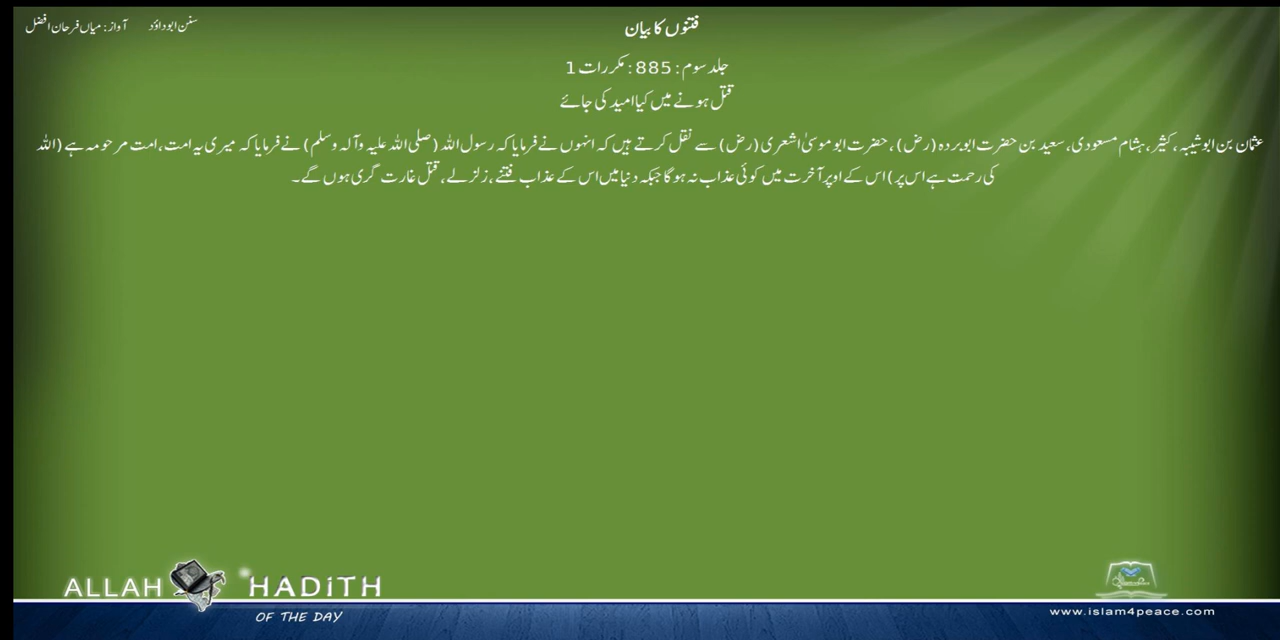 سنن ابوداؤد آواز: میاں فرحان افضل
فتنوں کا بیان
جلد سوم : 885 : مکررات 1
قتل ہونے میں کیا امید کی جائے
عثمان بن ابوشیبہ، کثیر، ہشام مسعودی، سعید بن حضرت ابوبردہ (رض) ، حضرت ابوموسیٰ اشعری (رض) سے نقل کرتے ہیں کہ انہوں نے فرمایا کہ رسول اللہ (صلی اللہ علیہ وآلہ وسلم) نے فرمایا کہ میری یہ امت، امت مرحومہ ہے (اللہ
کی رحمت ہے اس پر) اس کے اوپر آخرت میں کوئی عذاب نہ ہوگا جبکہ دنیا میں اس کے عذاب فتنے، زلزلے، قتل غارت گری ہوں گے۔
ALLAH HADITH
OF THE DAY
www.islam4peace.com